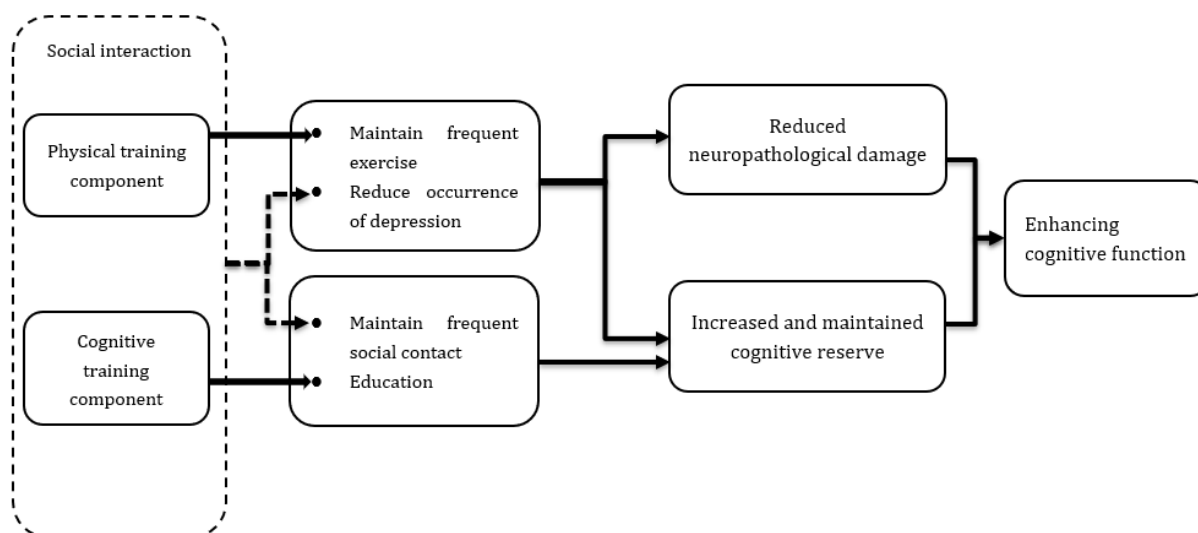 Social interaction
Physical training
component
Cognitive
training
component
• Maintain frequent
exercise
• Reduce occurrence
of depression
• Maintain frequent
social contact
• Education
Reduced
neuropathological damage
Increased and maintained
cognitive reserve
Enhancing
cognitive function